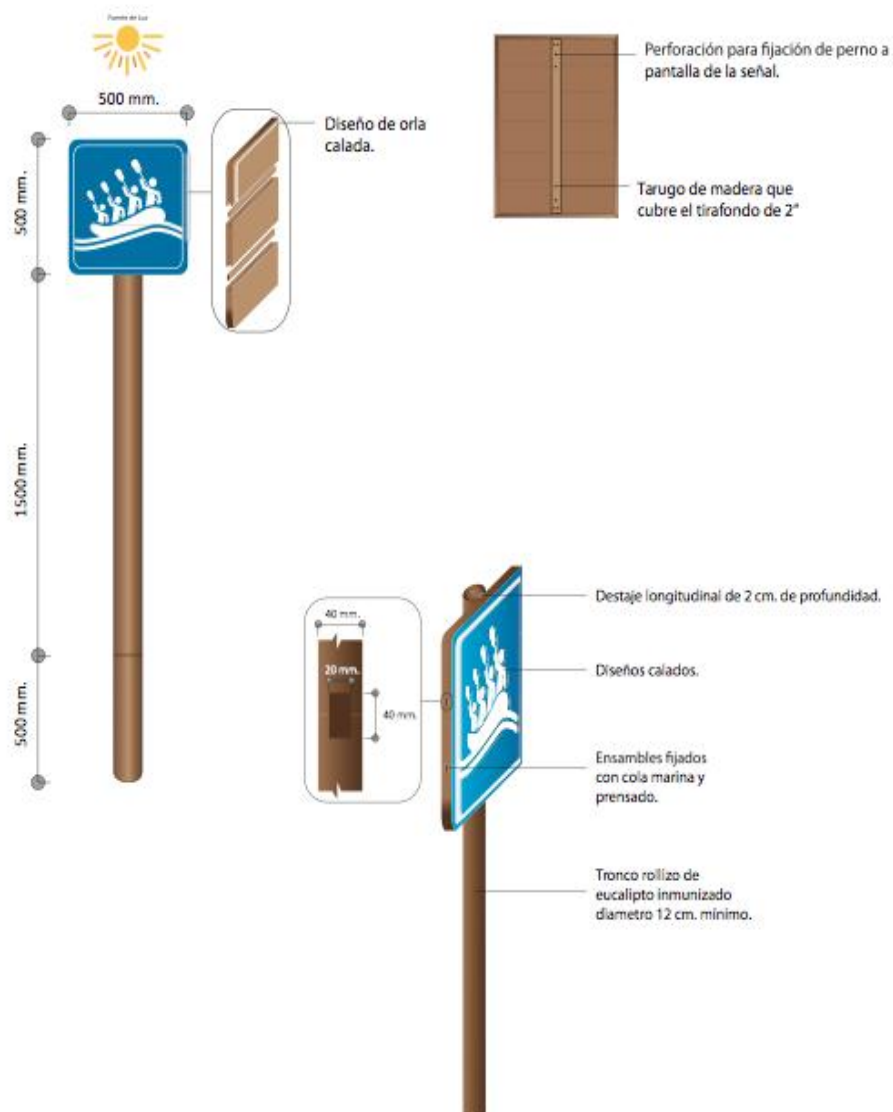 Fuente de Luz
500 mm.
500 mm.
1500 mm.
500 mm.
Diseño de orla
calada.
Perforación para fijación de perno a
pantalla de la señal.
Tarugo de madera que
cubre el tirafondo de 2"
40 mm.
20 mm.
40 mm.
Destaje longitudinal de 2 cm. de profundidad.
Diseños calados.
Ensambles fijados
con cola marina y
prensado.
Tronco rollizo de
eucalipto inmunizado
diametro 12 cm. mínimo.